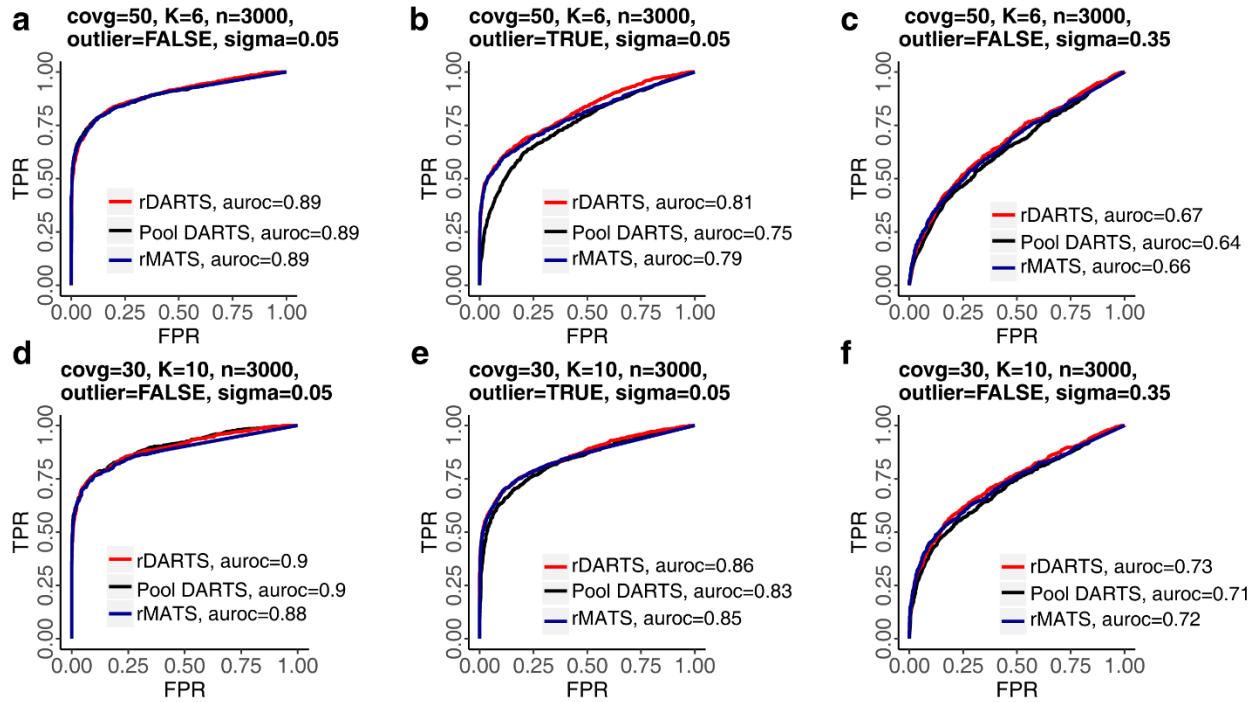 a
covg=50, K=6, n=3000,
outlier=FALSE, sigma=0.05
TPR
1.00
0.75
0.50
0.25
0.00
rDARTS, auroc=0.89
Pool DARTS, auroc=0.89
rMATS, auroc=0.89
0.00 0.25 0.50 0.75 1.00
FPR
b
covg=50, K=6, n=3000,
outlier=TRUE, sigma=0.05
TPR
1.00
0.75
0.50
0.25
0.00
rDARTS, auroc=0.81
Pool DARTS, auroc=0.75
rMATS, auroc=0.79
0.00 0.25 0.50 0.75 1.00
FPR
c
covg=50, K=6, n=3000,
outlier=FALSE, sigma=0.35
TPR
1.00
0.75
0.50
0.25
0.00
rDARTS, auroc=0.67
Pool DARTS, auroc=0.64
rMATS, auroc=0.66
0.00 0.25 0.50 0.75 1.00
FPR
d
covg=30, K=10, n=3000,
outlier=FALSE, sigma=0.05
TPR
1.00
0.75
0.50
0.25
0.00
rDARTS, auroc=0.9
Pool DARTS, auroc=0.9
rMATS, auroc=0.88
0.00 0.25 0.50 0.75 1.00
FPR
e
covg=30, K=10, n=3000,
outlier=TRUE, sigma=0.05
TPR
1.00
0.75
0.50
0.25
0.00
rDARTS, auroc=0.86
Pool DARTS, auroc=0.83
rMATS, auroc=0.85
0.00 0.25 0.50 0.75 1.00
FPR
f
covg=30, K=10, n=3000,
outlier=FALSE, sigma=0.35
TPR
1.00
0.75
0.50
0.25
0.00
rDARTS, auroc=0.73
Pool DARTS, auroc=0.71
rMATS, auroc=0.72
0.00 0.25 0.50 0.75 1.00
FPR